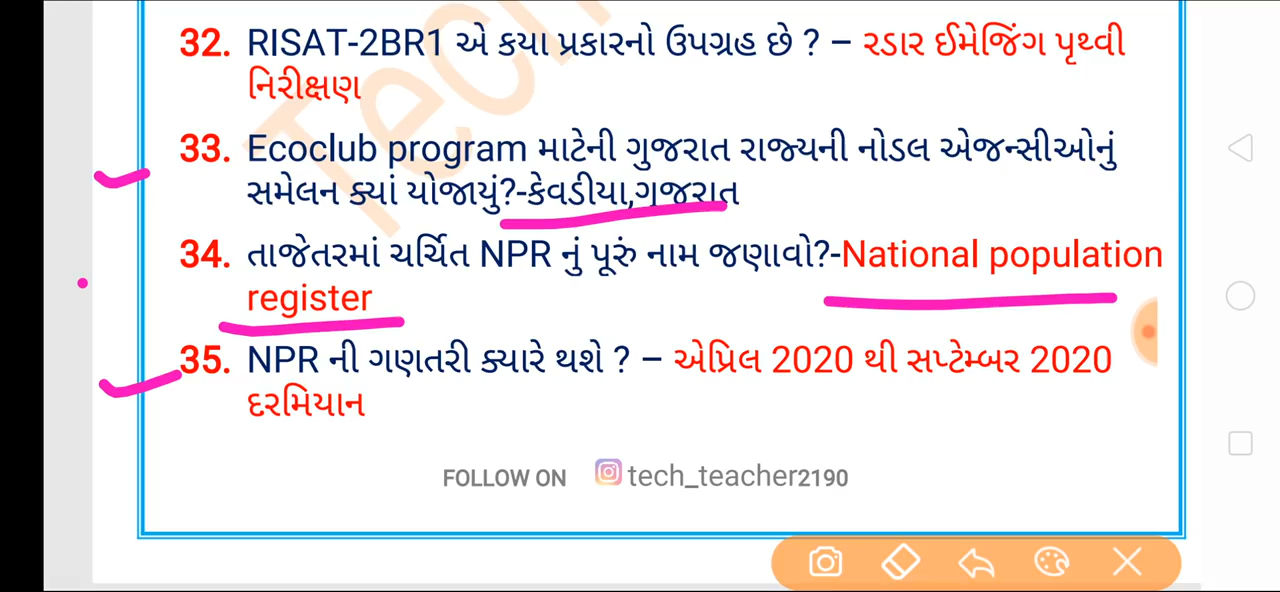 32. RISAT-2BR1 એ કયા પ્રકારનો ઉપગ્રહ છે ? – રડાર ઈમેજિંગ પૃથ્વી
નિરીક્ષણ
33. Ecoclub program માટેની ગુજરાત રાજ્યની નોડલ એજન્સીઓનું
સમેલન ક્યાં યોજાયું?-કેવડીયા,ગુજરાત
34. તાજેતરમાં ચર્ચિત NPR નું પૂરું નામ જણાવો?-National population
register
35. NPR ની ગણતરી ક્યારે થશે ? – એપ્રિલ 2020 થી સપ્ટેમ્બર 2020
દરમિયાન
FOLLOW ON tech_teacher2190